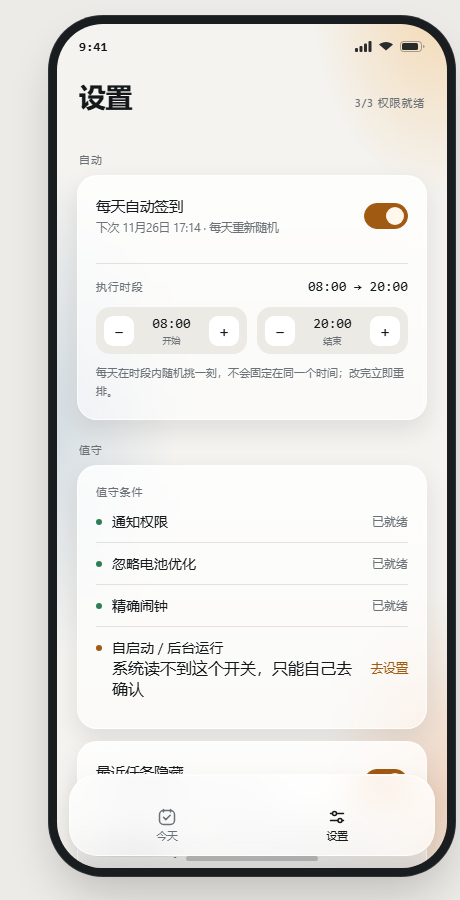 9:41
设置
3/3 权限就绪
自动
每天自动签到
下次 11月26日 17:14 · 每天重新随机
执行时段
08:00 → 20:00
− 08:00 + − 20:00 +
开始 结束
每天在时段内随机挑一刻，不会固定在同一个时间；改完立即重
排。
值守
值守条件
通知权限 已就绪
忽略电池优化 已就绪
精确闹钟 已就绪
自启动 / 后台运行
系统读不到这个开关，只能自己去 去设置
确认
最近任务隐藏
今天 设置